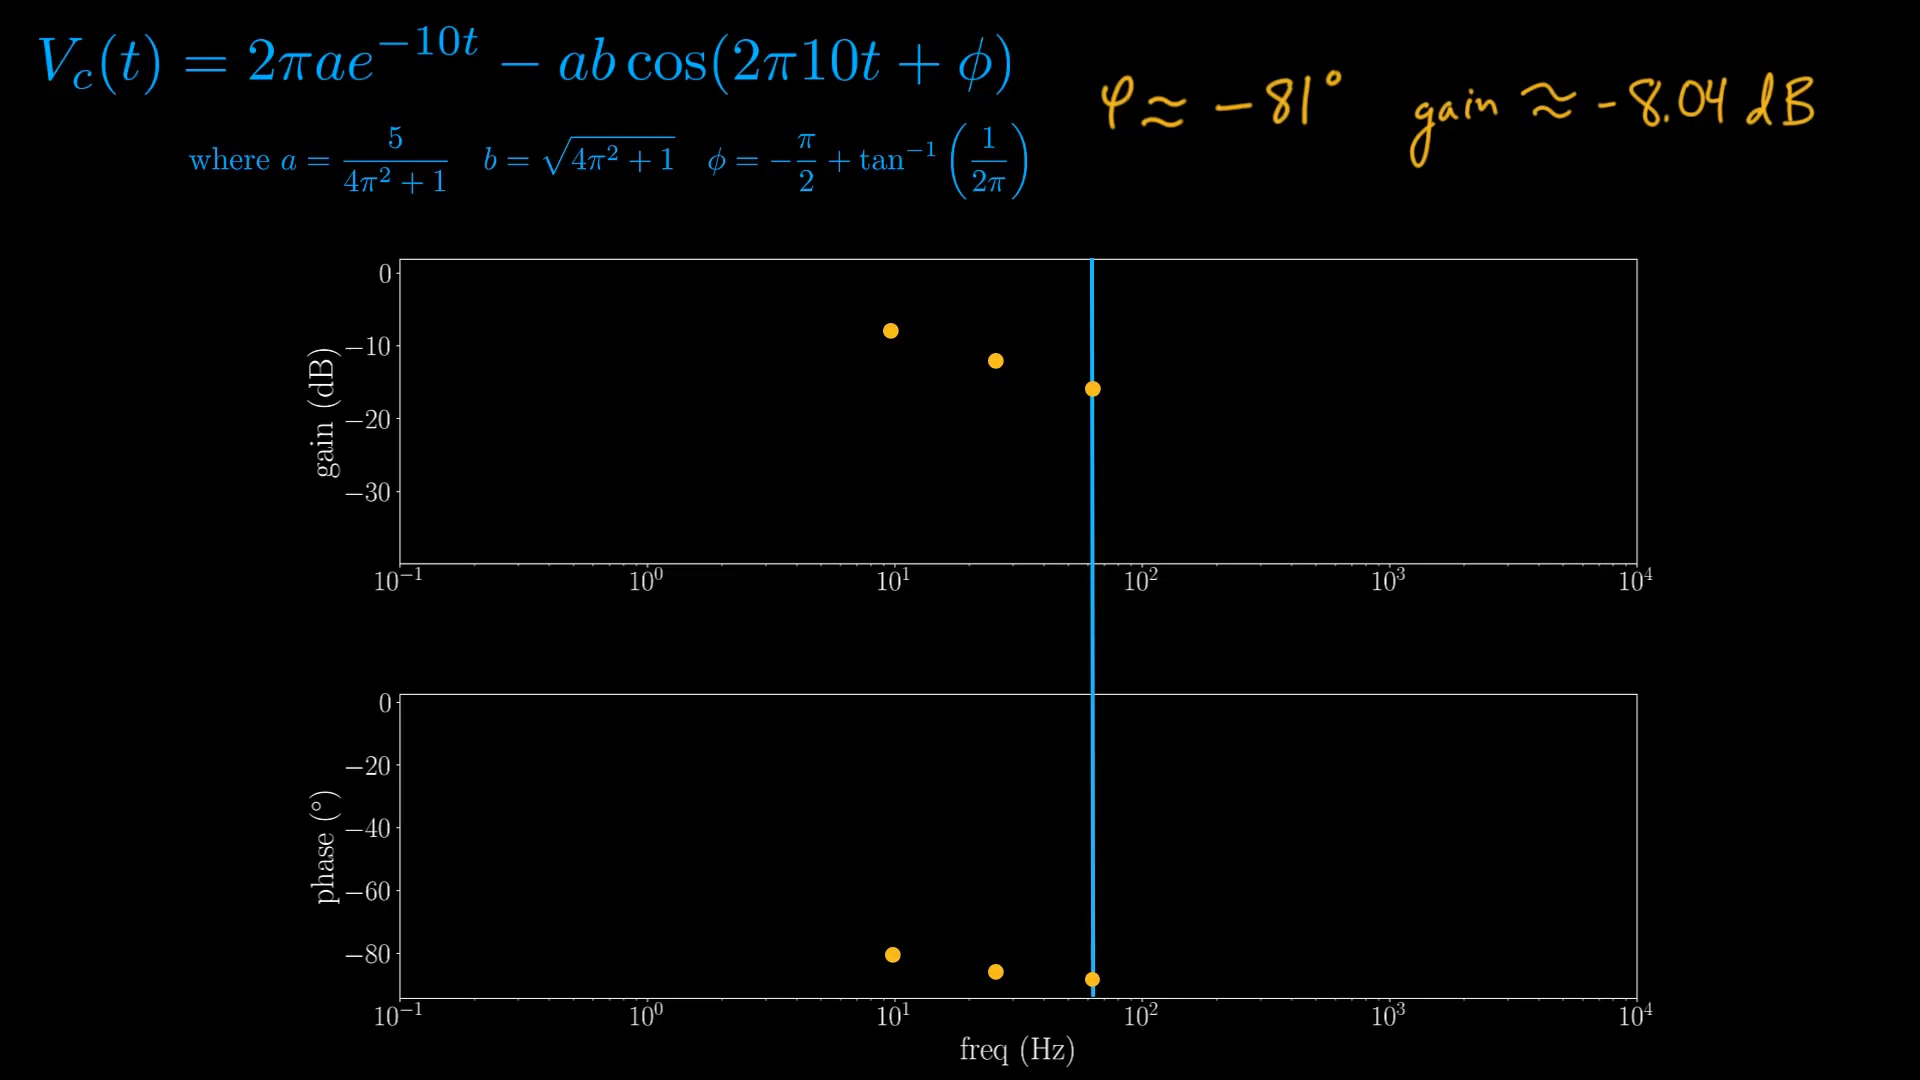 V_c(t) = 2πae^{−10t} − ab cos(2π10t + ϕ)
φ ≈ −81° gain ≈ -8.04 dB
where a = 5/(4π² + 1) b = √(4π² + 1) ϕ = −π/2 + tan⁻¹(1/2π)
gain (dB)
0
−10
−20
−30
10⁻¹ 10⁰ 10¹ 10² 10³ 10⁴
phase (°)
0
−20
−40
−60
−80
10⁻¹ 10⁰ 10¹ 10² 10³ 10⁴
freq (Hz)